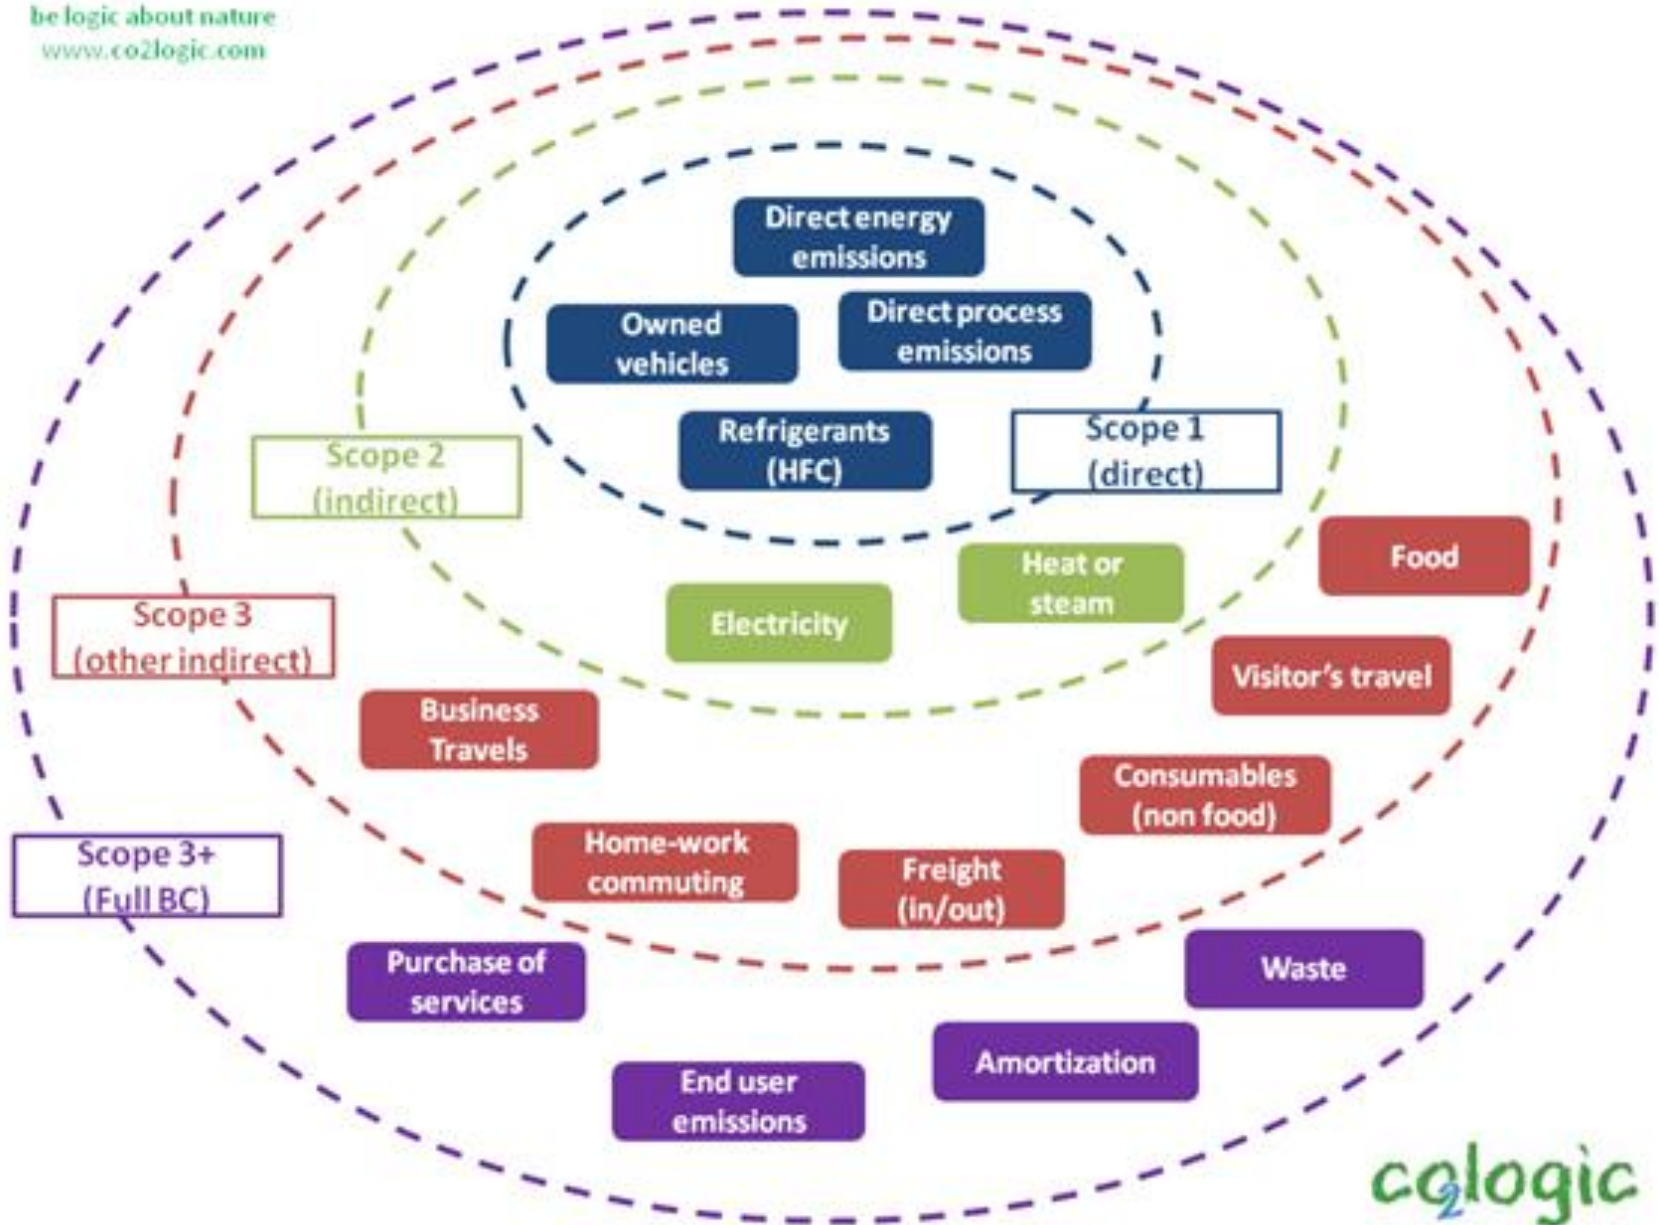 be logic about nature
www.co2logic.com
Direct energy
emissions
Owned
vehicles
Direct process
emissions
Refrigerants
(HFC)
Scope 1
(direct)
Scope 2
(indirect)
Electricity
Heat or
steam
Food
Scope 3
(other indirect)
Visitor's travel
Business
Travels
Consumables
(non food)
Home-work
commuting
Freight
(in/out)
Scope 3+
(Full BC)
Purchase of
services
Waste
Amortization
End user
emissions
co2logic